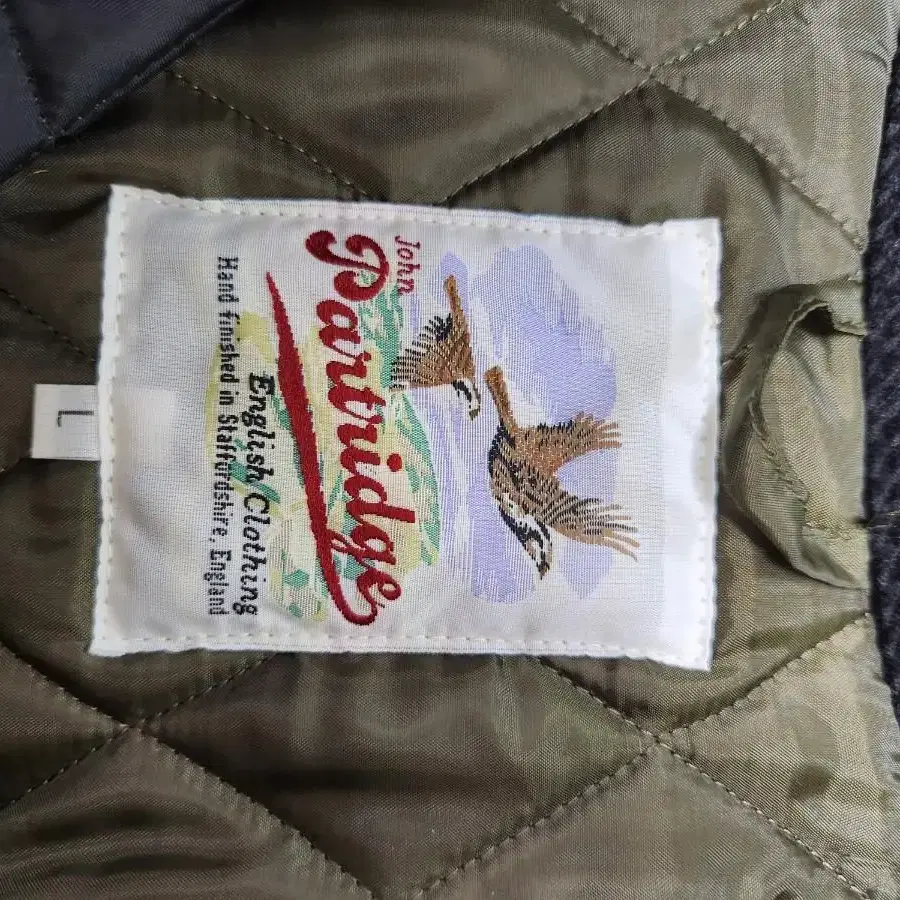 John
Partridge
English Clothing
Hand finished in Staffordshire, England
L